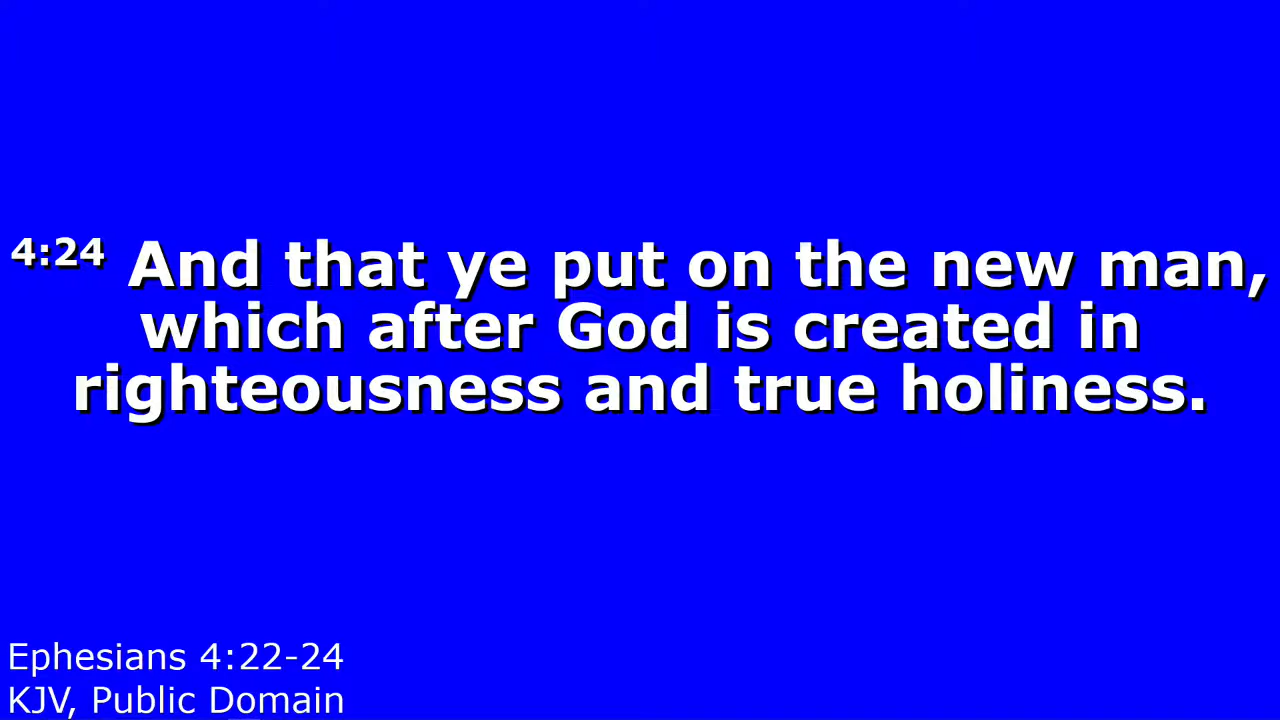 4:24 And that ye put on the new man,
which after God is created in
righteousness and true holiness.
Ephesians 4:22-24
KJV, Public Domain